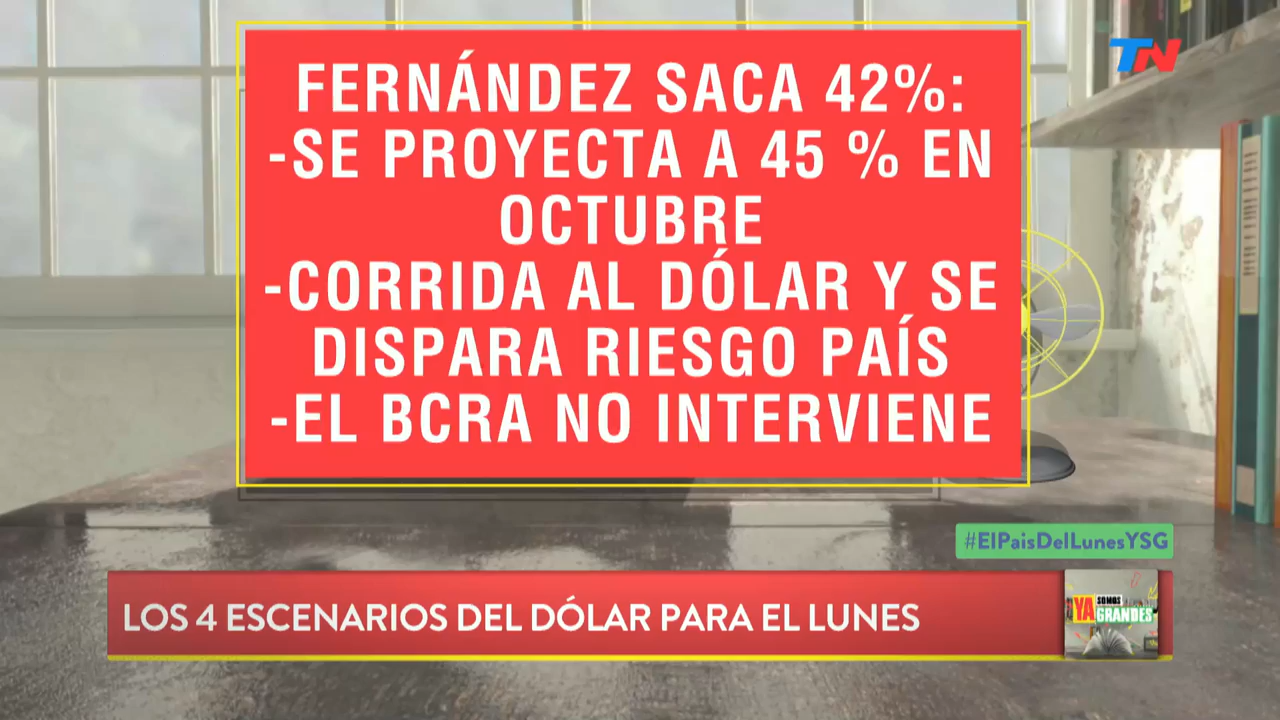 FERNÁNDEZ SACA 42%:
-SE PROYECTA A 45 % EN
OCTUBRE
-CORRIDA AL DÓLAR Y SE
DISPARA RIESGO PAÍS
-EL BCRA NO INTERVIENE
TN
#ElPaisDelLunesYSG
LOS 4 ESCENARIOS DEL DÓLAR PARA EL LUNES
YA SOMOS
GRANDES